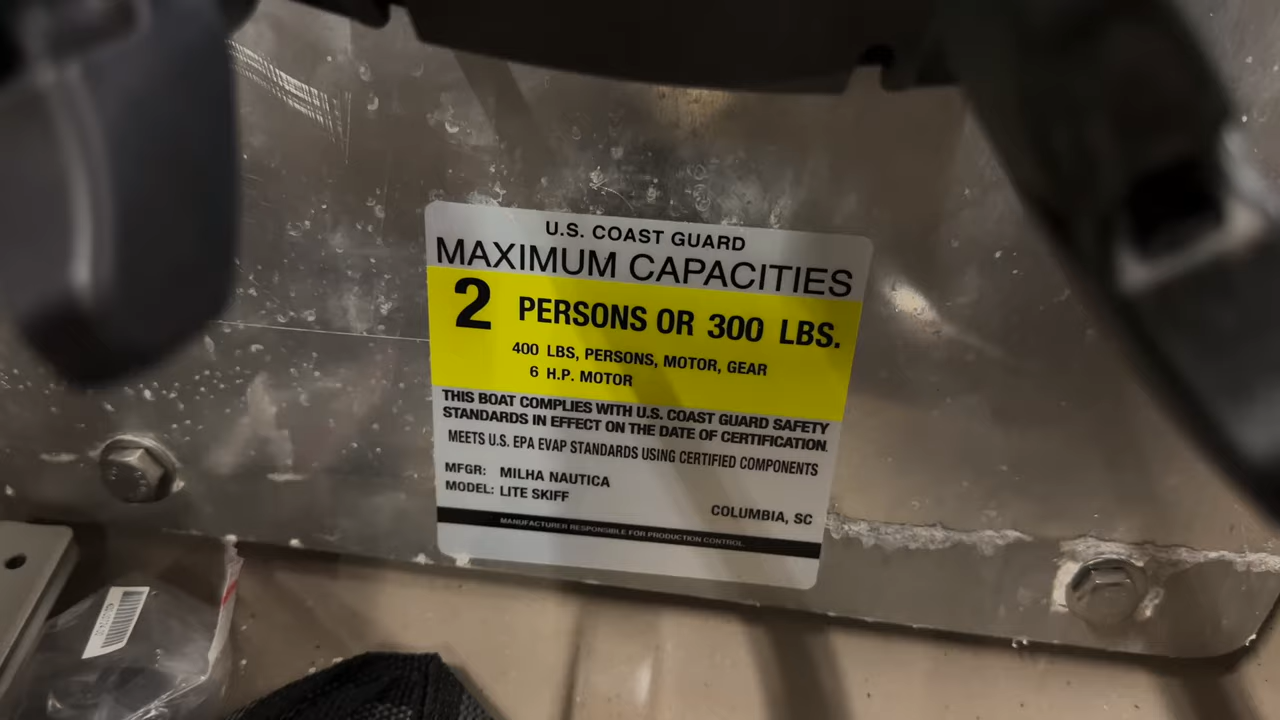 U.S. COAST GUARD
MAXIMUM CAPACITIES
2 PERSONS OR 300 LBS.
400 LBS, PERSONS, MOTOR, GEAR
6 H.P. MOTOR
THIS BOAT COMPLIES WITH U.S. COAST GUARD SAFETY
STANDARDS IN EFFECT ON THE DATE OF CERTIFICATION.
MEETS U.S. EPA EVAP STANDARDS USING CERTIFIED COMPONENTS
MFGR: MILHA NAUTICA
MODEL: LITE SKIFF
COLUMBIA, SC
MANUFACTURER RESPONSIBLE FOR PRODUCTION CONTROL.